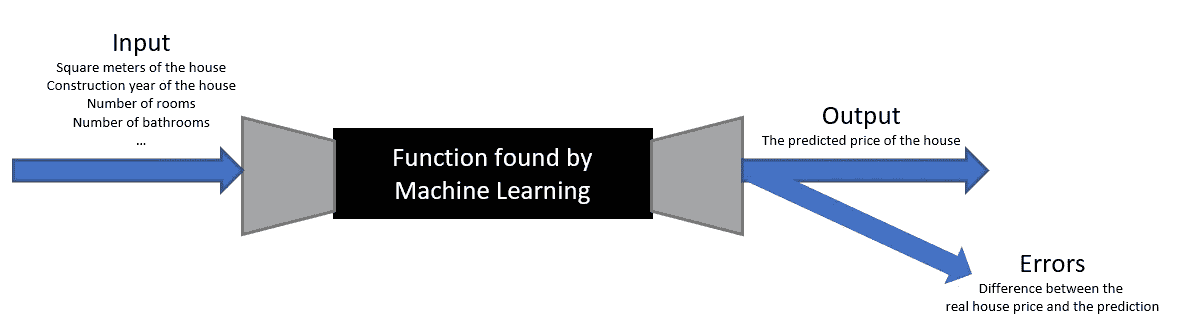 Input
Square meters of the house
Construction year of the house
Number of rooms
Number of bathrooms
...
Function found by
Machine Learning
Output
The predicted price of the house
Errors
Difference between the
real house price and the prediction